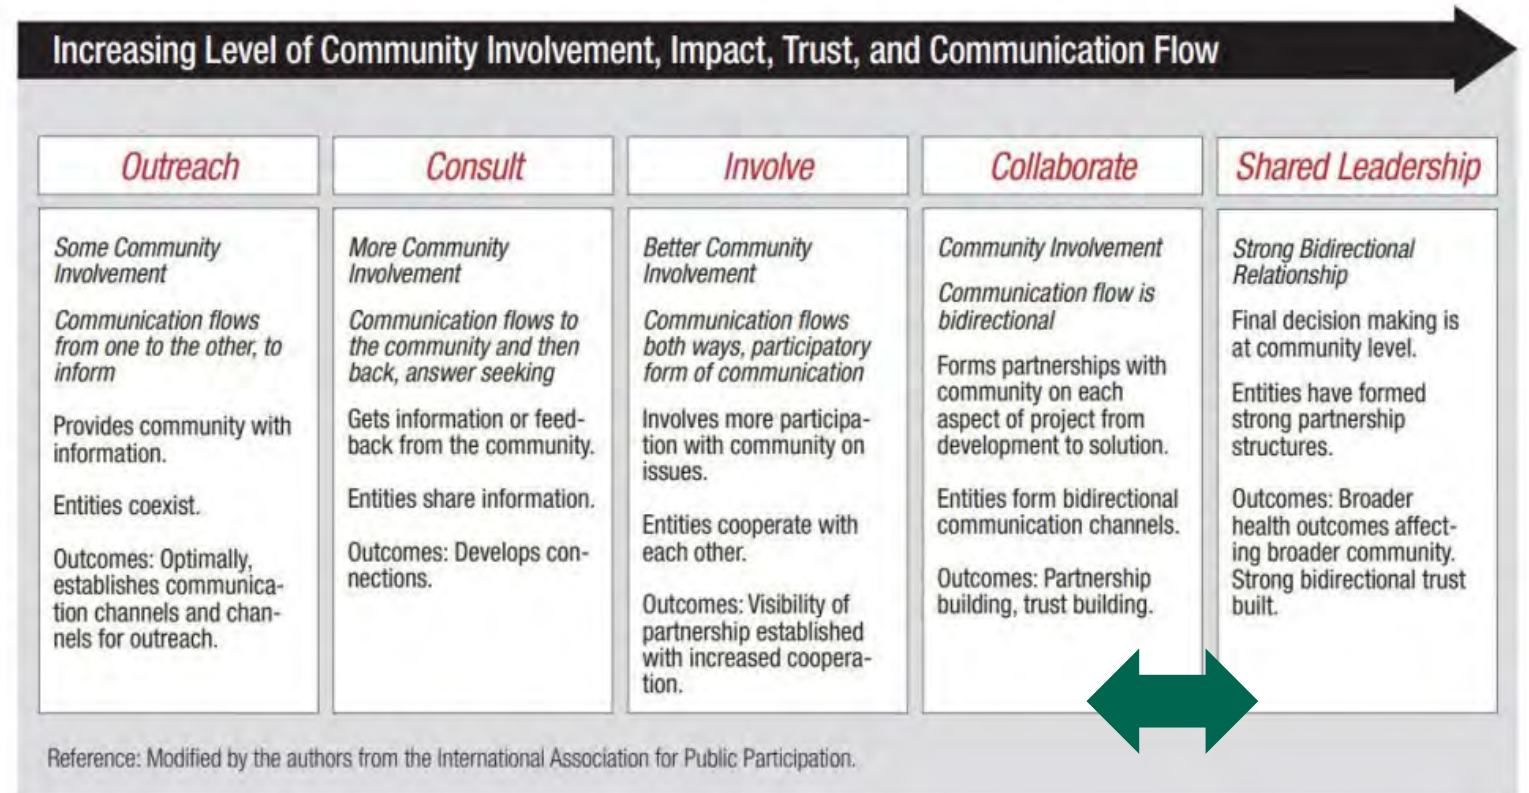 Increasing Level of Community Involvement, Impact, Trust, and Communication Flow
Outreach
Some Community
Involvement
Communication flows
from one to the other, to
inform
Provides community with
information.
Entities coexist.
Outcomes: Optimally,
establishes communica-
tion channels and chan-
nels for outreach.
Consult
More Community
Involvement
Communication flows to
the community and then
back, answer seeking
Gets information or feed-
back from the community.
Entities share information.
Outcomes: Develops con-
nections.
Involve
Better Community
Involvement
Communication flows
both ways, participatory
form of communication
Involves more participa-
tion with community on
issues.
Entities cooperate with
each other.
Outcomes: Visibility of
partnership established
with increased coopera-
tion.
Collaborate
Community Involvement
Communication flow is
bidirectional
Forms partnerships with
community on each
aspect of project from
development to solution.
Entities form bidirectional
communication channels.
Outcomes: Partnership
building, trust building.
Shared Leadership
Strong Bidirectional
Relationship
Final decision making is
at community level.
Entities have formed
strong partnership
structures.
Outcomes: Broader
health outcomes affect-
ing broader community.
Strong bidirectional trust
built.
Reference: Modified by the authors from the International Association for Public Participation.